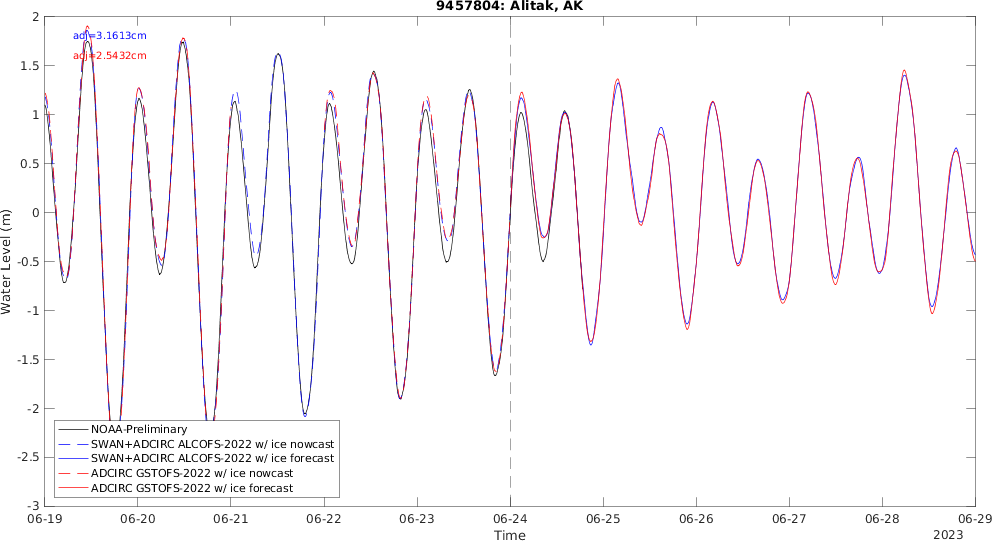 9457804: Alitak, AK
adj=3.1613cm
adj=2.5432cm
2
1.5
1
0.5
0
-0.5
-1
-1.5
-2
-2.5
-3
Water Level (m)
NOAA-Preliminary
SWAN+ADCIRC ALCOFS-2022 w/ ice nowcast
SWAN+ADCIRC ALCOFS-2022 w/ ice forecast
ADCIRC GSTOFS-2022 w/ ice nowcast
ADCIRC GSTOFS-2022 w/ ice forecast
06-19 06-20 06-21 06-22 06-23 06-24 06-25 06-26 06-27 06-28 06-29
Time
2023